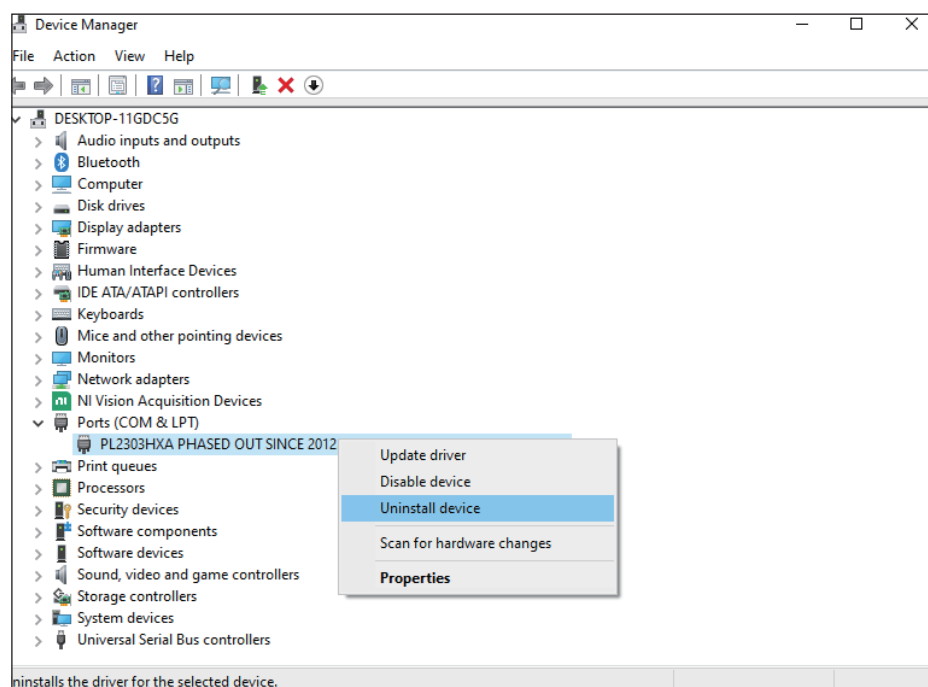 Device Manager
File Action View Help
DESKTOP-11GDC5G
Audio inputs and outputs
Bluetooth
Computer
Disk drives
Display adapters
Firmware
Human Interface Devices
IDE ATA/ATAPI controllers
Keyboards
Mice and other pointing devices
Monitors
Network adapters
NI Vision Acquisition Devices
Ports (COM & LPT)
PL2303HXA PHASED OUT SINCE 2012
Update driver
Disable device
Uninstall device
Scan for hardware changes
Properties
Print queues
Processors
Security devices
Software components
Software devices
Sound, video and game controllers
Storage controllers
System devices
Universal Serial Bus controllers
ninstalls the driver for the selected device.